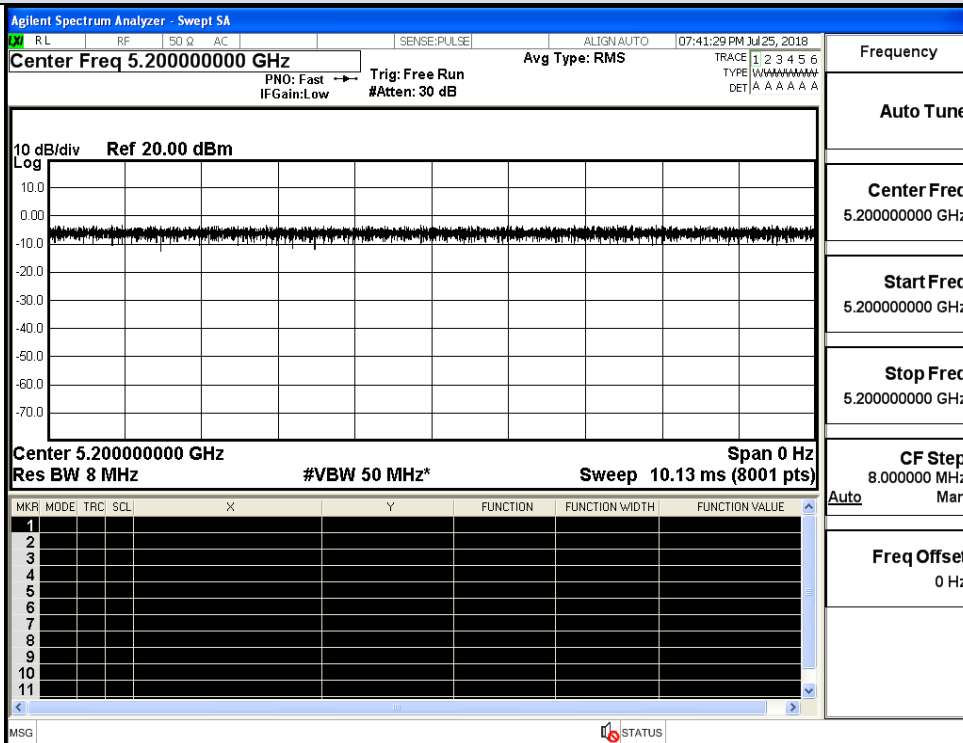 Agilent Spectrum Analyzer - Swept SA
LXI RL RF 50 Ω AC SENSE:PULSE ALIGN AUTO 07:41:29 PM Jul 25, 2018
Center Freq 5.200000000 GHz Avg Type: RMS TRACE 1 2 3 4 5 6
PNO: Fast Trig: Free Run TYPE WWWWWW
IFGain:Low #Atten: 30 dB DET A A A A A A
10 dB/div Ref 20.00 dBm
Log
10.0
0.00
-10.0
-20.0
-30.0
-40.0
-50.0
-60.0
-70.0
Center 5.200000000 GHz Span 0 Hz
Res BW 8 MHz #VBW 50 MHz* Sweep 10.13 ms (8001 pts)
MKR MODE TRC SCL X Y FUNCTION FUNCTION WIDTH FUNCTION VALUE
1
2
3
4
5
6
7
8
9
10
11
MSG STATUS
Frequency
Auto Tune
Center Freq
5.200000000 GHz
Start Freq
5.200000000 GHz
Stop Freq
5.200000000 GHz
CF Step
8.000000 MHz
Auto Man
Freq Offset
0 Hz